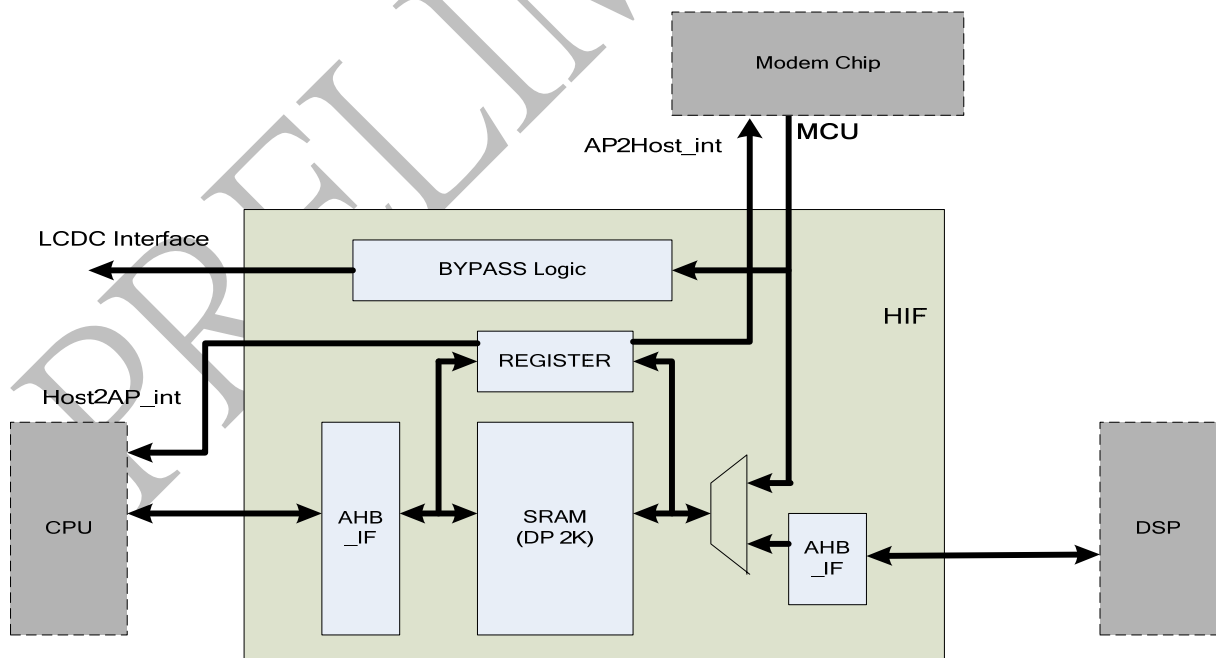 PRELIM
Modem Chip
MCU
AP2Host_int
LCDC Interface
BYPASS Logic
HIF
REGISTER
Host2AP_int
CPU
AHB
_IF
SRAM
(DP 2K)
AHB
_IF
DSP